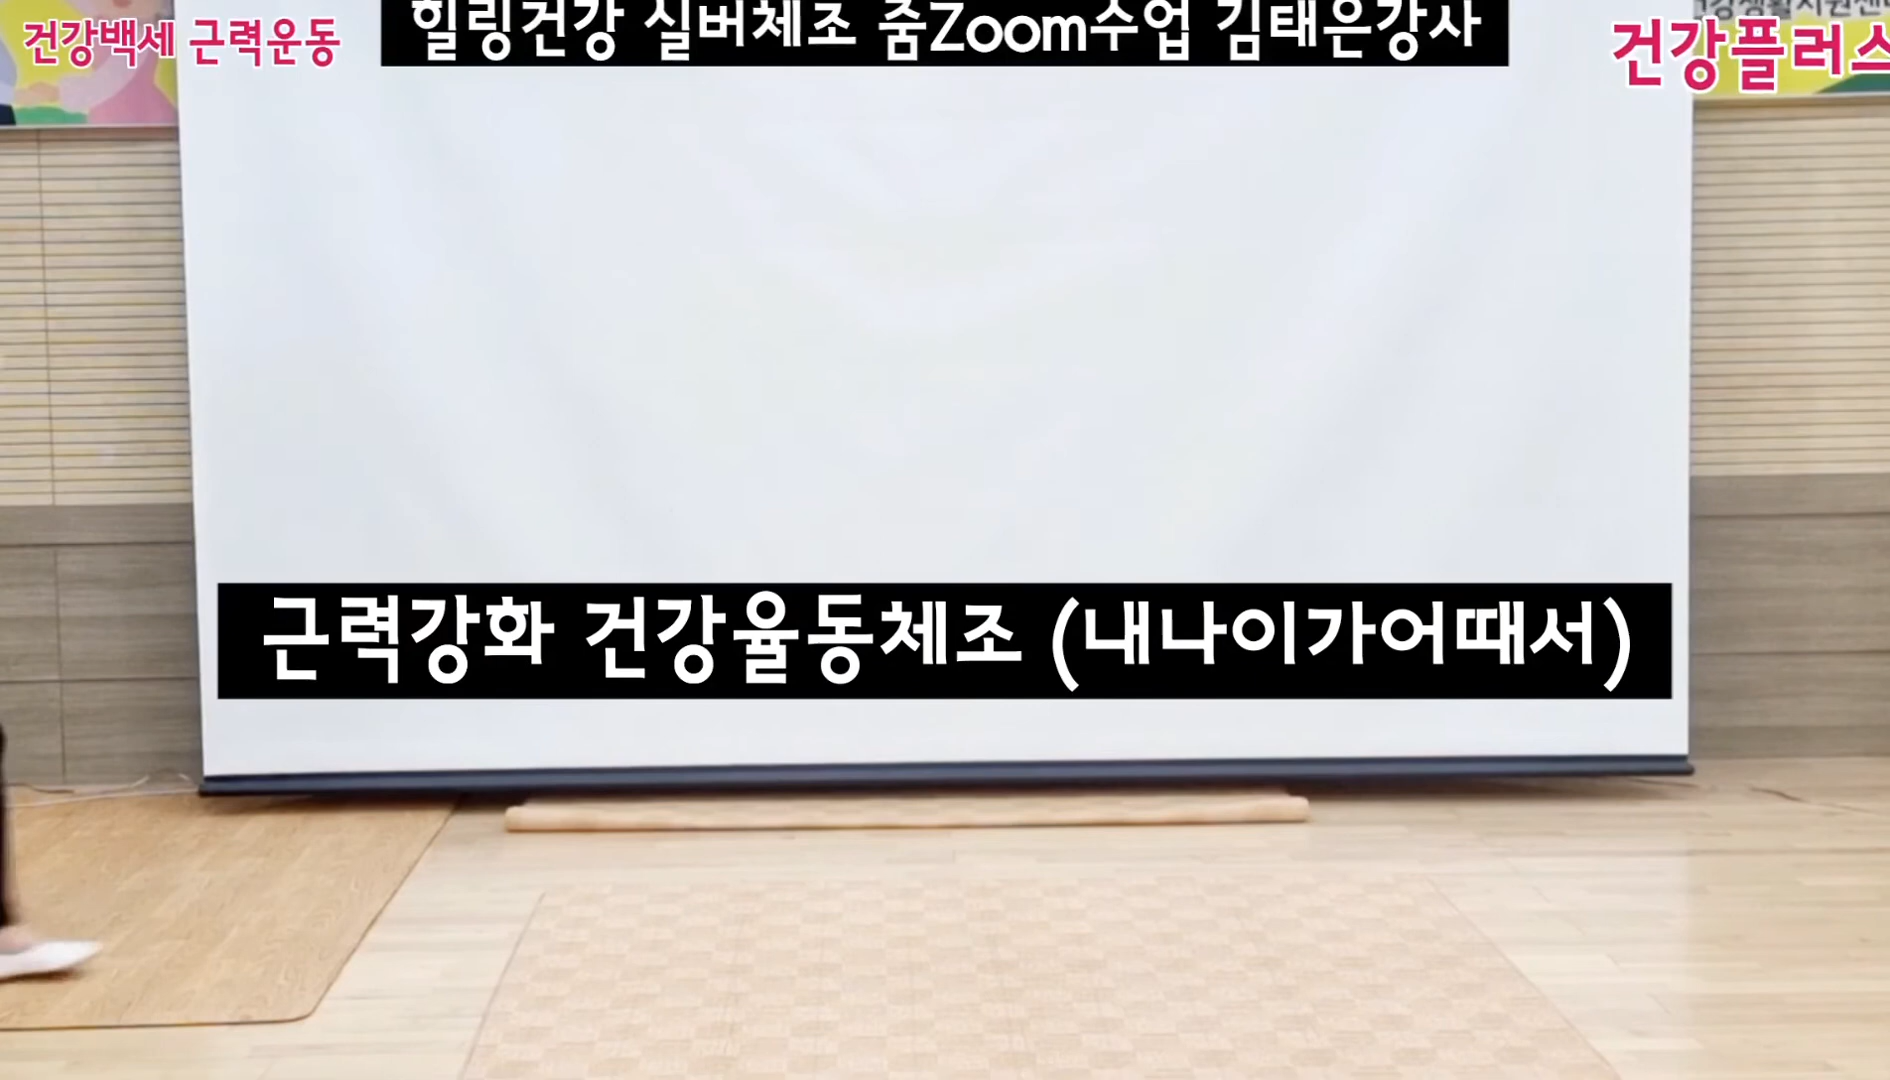 건강백세 근력운동
힐링건강 실버체조 줌Zoom수업 김태은강사
건강플러스
근력강화 건강율동체조 (내나이가어때서)